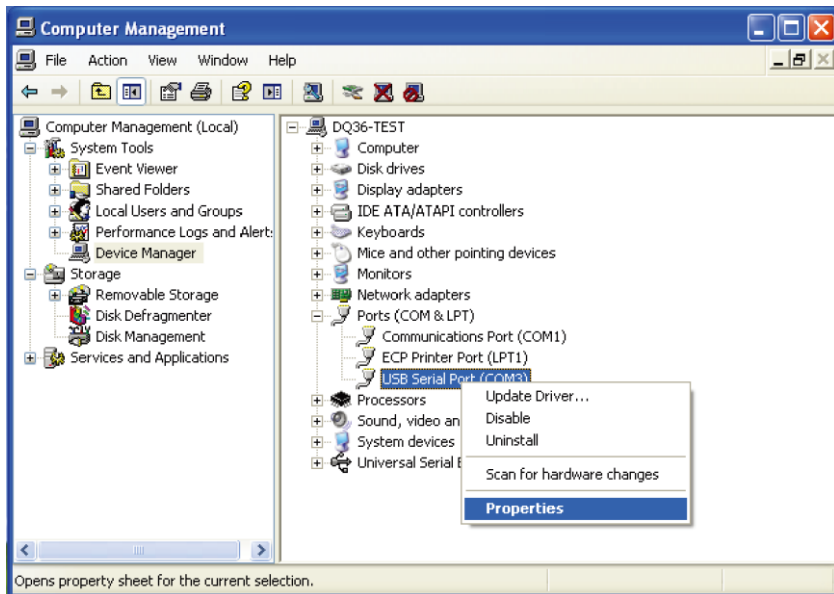 Computer Management
File Action View Window Help
Computer Management (Local)
System Tools
Event Viewer
Shared Folders
Local Users and Groups
Performance Logs and Alert:
Device Manager
Storage
Removable Storage
Disk Defragmenter
Disk Management
Services and Applications
DQ36-TEST
Computer
Disk drives
Display adapters
IDE ATA/ATAPI controllers
Keyboards
Mice and other pointing devices
Monitors
Network adapters
Ports (COM & LPT)
Communications Port (COM1)
ECP Printer Port (LPT1)
USB Serial Port (COM3)
Processors
Sound, video an
System devices
Universal Serial
Update Driver...
Disable
Uninstall
Scan for hardware changes
Properties
Opens property sheet for the current selection.